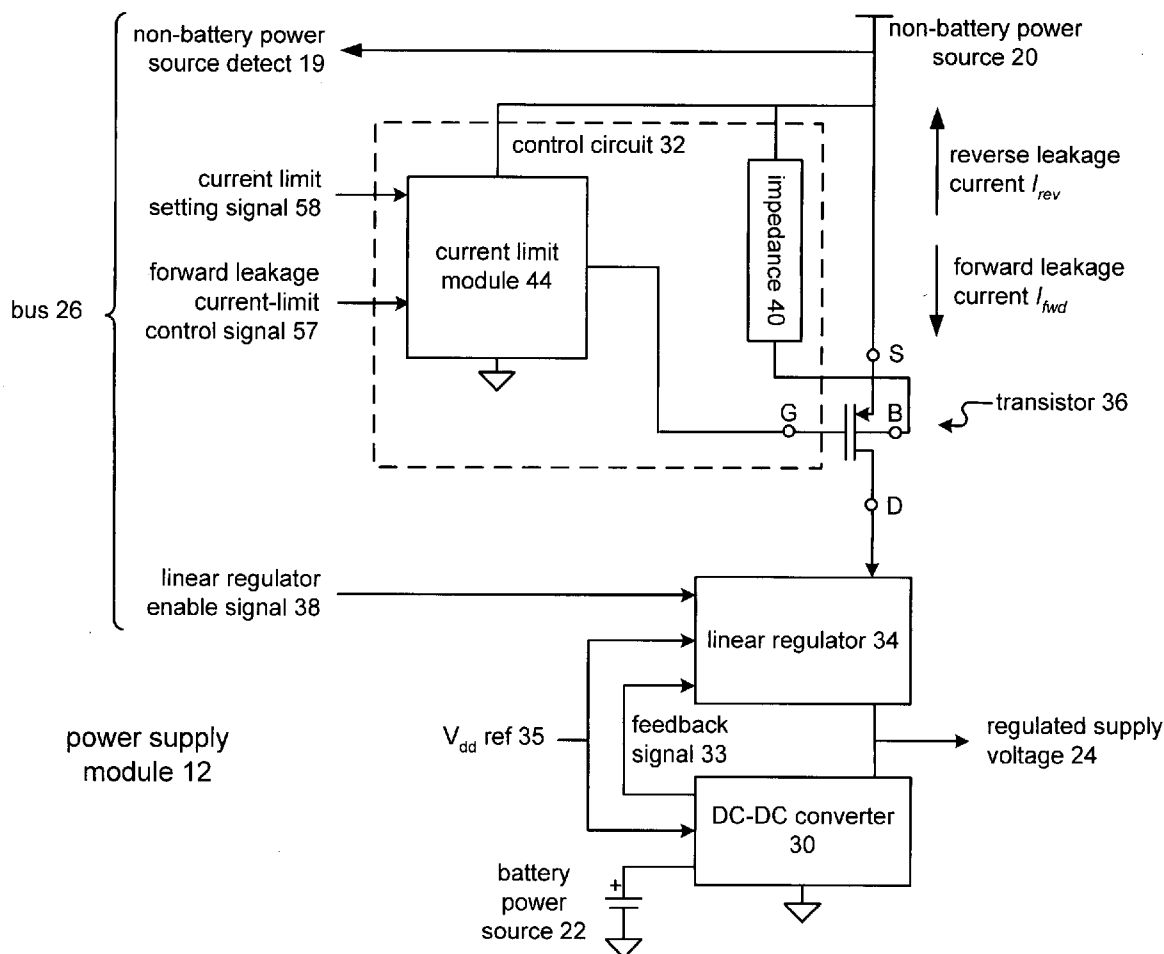 non-battery power
source detect 19
non-battery power
source 20
control circuit 32
reverse leakage
current Irev
current limit
setting signal 58
impedance 40
current limit
module 44
forward leakage
current-limit
control signal 57
forward leakage
current Ifwd
bus 26
S
G
B
transistor 36
D
linear regulator
enable signal 38
linear regulator 34
power supply
module 12
Vdd ref 35
feedback
signal 33
regulated supply
voltage 24
DC-DC converter
30
battery
power
source 22
+